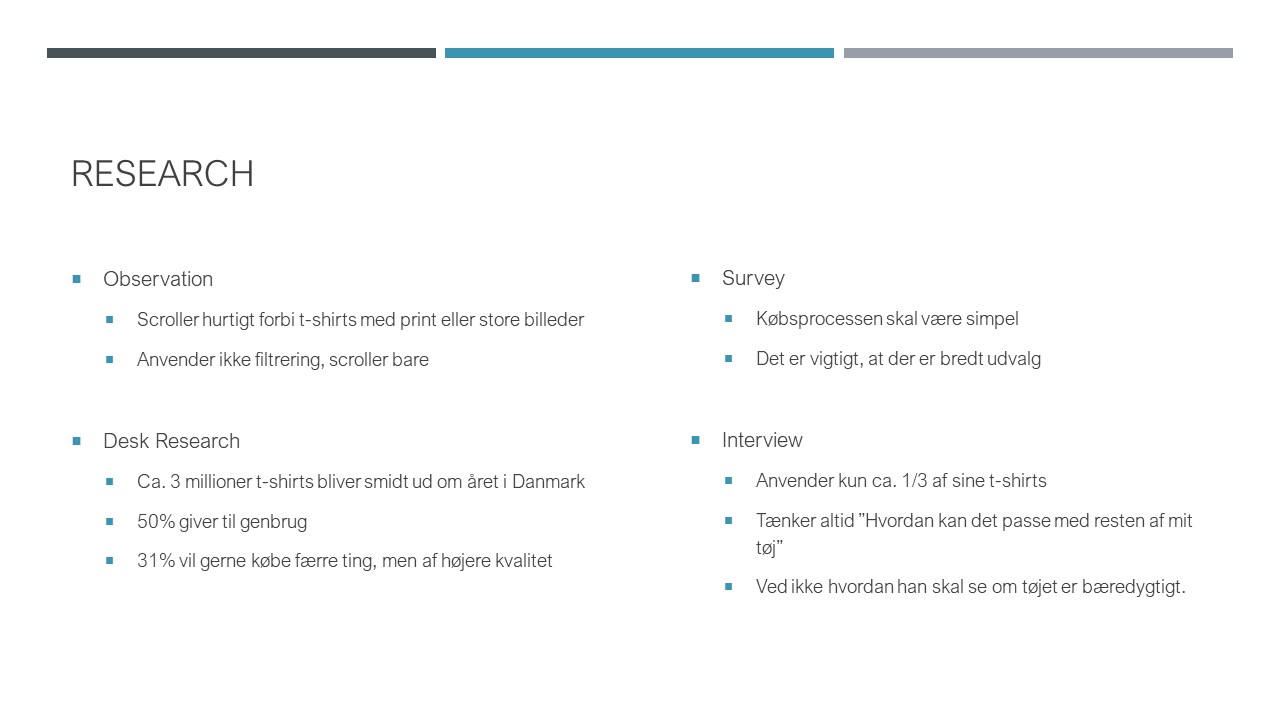 RESEARCH
Observation
Scroller hurtigt forbi t-shirts med print eller store billeder
Anvender ikke filtrering, scroller bare
Desk Research
Ca. 3 millioner t-shirts bliver smidt ud om året i Danmark
50% giver til genbrug
31% vil gerne købe færre ting, men af højere kvalitet
Survey
Købsprocessen skal være simpel
Det er vigtigt, at der er bredt udvalg
Interview
Anvender kun ca. 1/3 af sine t-shirts
Tænker altid ”Hvordan kan det passe med resten af mit
tøj”
Ved ikke hvordan han skal se om tøjet er bæredygtigt.